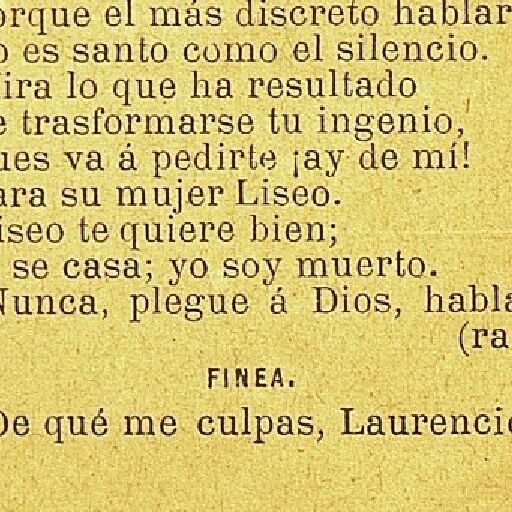 orque el más discreto hablar
o es santo como el silencio.
ira lo que ha resultado
e trasformarse tu ingenio,
ues va á pedirte ¡ay de mí!
ara su mujer Liseo.
iseo te quiere bien;
se casa; yo soy muerto.
Nunca, plegue á Dios, habla
(ra
FINEA.
De qué me culpas, Laurencio